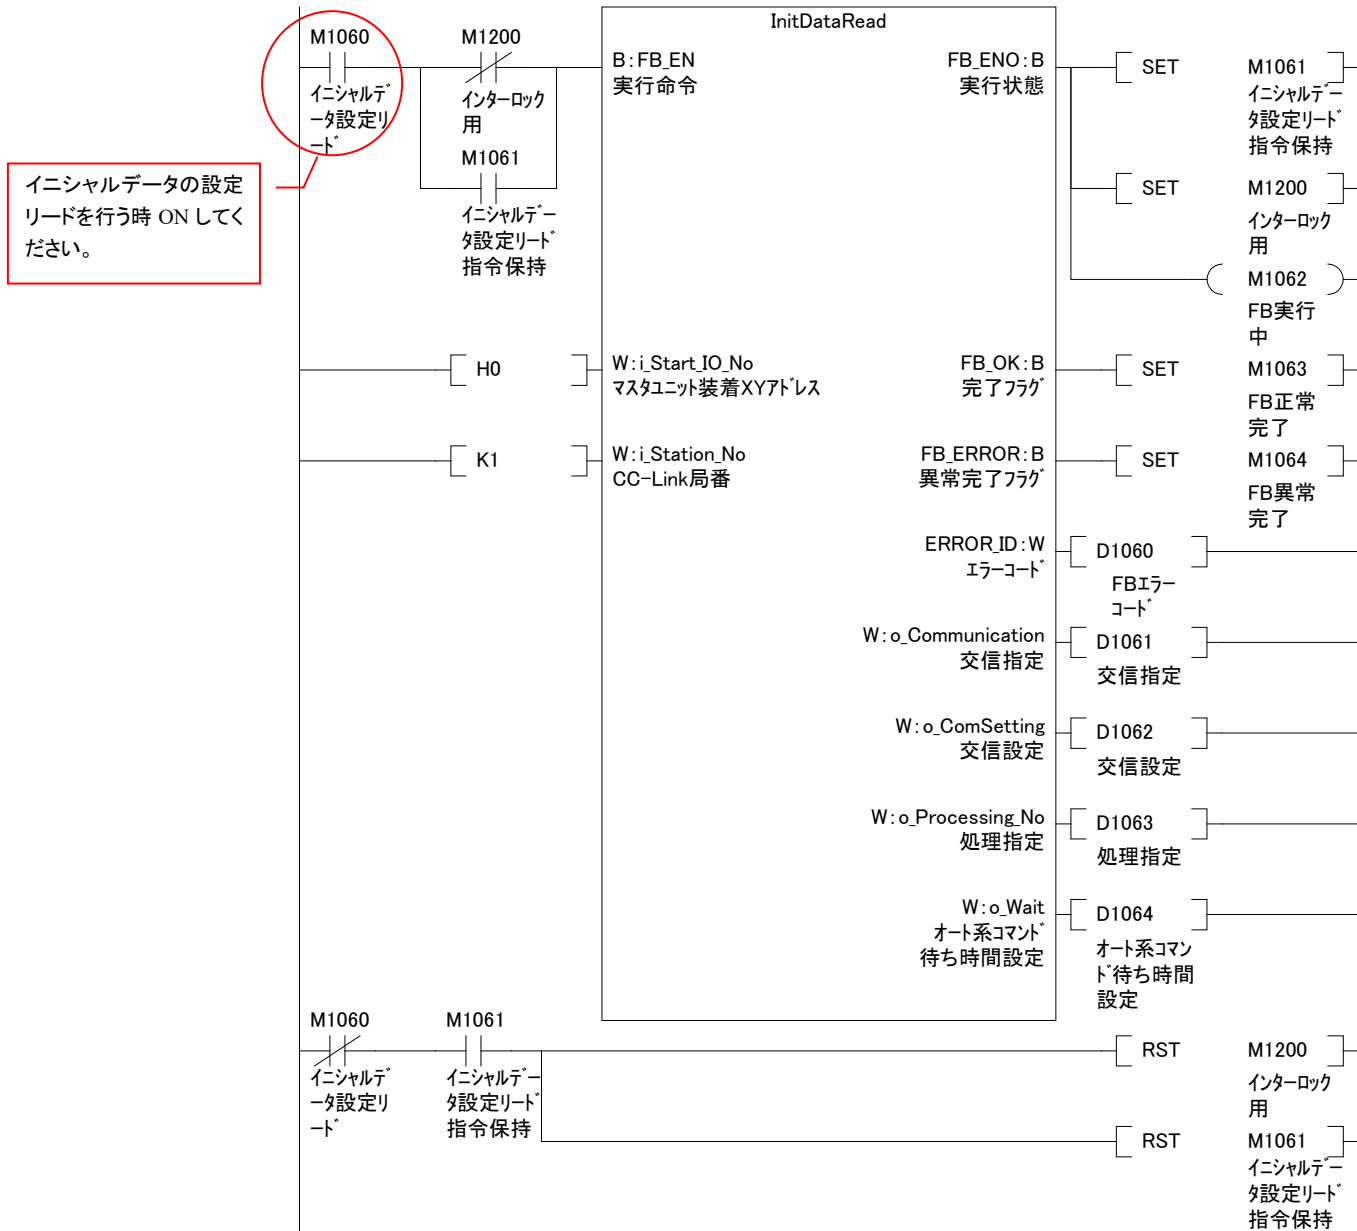 InitDataRead
M1060
イニシャルデ
ータ設定リ
ード
M1200
インターロック
用
M1061
イニシャルデー
タ設定リード
指令保持
イニシャルデータの設定
リードを行う時 ON してく
ださい。
B:FB_EN
実行命令
FB_ENO:B
実行状態
SET M1061
イニシャルデー
タ設定リード
指令保持
SET M1200
インターロック
用
M1062
FB実行
中
H0
W:i_Start_IO_No
マスタユニット装着XYアドレス
FB_OK:B
完了フラグ
SET M1063
FB正常
完了
K1
W:i_Station_No
CC-Link局番
FB_ERROR:B
異常完了フラグ
SET M1064
FB異常
完了
ERROR_ID:W
エラーコード
D1060
FBエラー
コード
W:o_Communication
交信指定
D1061
交信指定
W:o_ComSetting
交信設定
D1062
交信設定
W:o_Processing_No
処理指定
D1063
処理指定
W:o_Wait
オート系コマンド
待ち時間設定
D1064
オート系コマン
ド待ち時間
設定
M1060
イニシャルデ
ータ設定リ
ード
M1061
イニシャルデー
タ設定リード
指令保持
RST M1200
インターロック
用
RST M1061
イニシャルデー
タ設定リード
指令保持